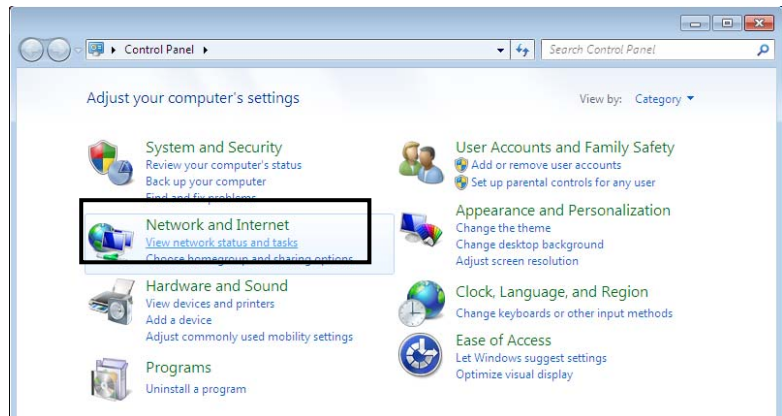 Control Panel
Search Control Panel
Adjust your computer's settings
View by: Category
System and Security
Review your computer's status
Back up your computer
Find and fix problems
Network and Internet
View network status and tasks
Choose homegroup and sharing options
Hardware and Sound
View devices and printers
Add a device
Adjust commonly used mobility settings
Programs
Uninstall a program
User Accounts and Family Safety
Add or remove user accounts
Set up parental controls for any user
Appearance and Personalization
Change the theme
Change desktop background
Adjust screen resolution
Clock, Language, and Region
Change keyboards or other input methods
Ease of Access
Let Windows suggest settings
Optimize visual display